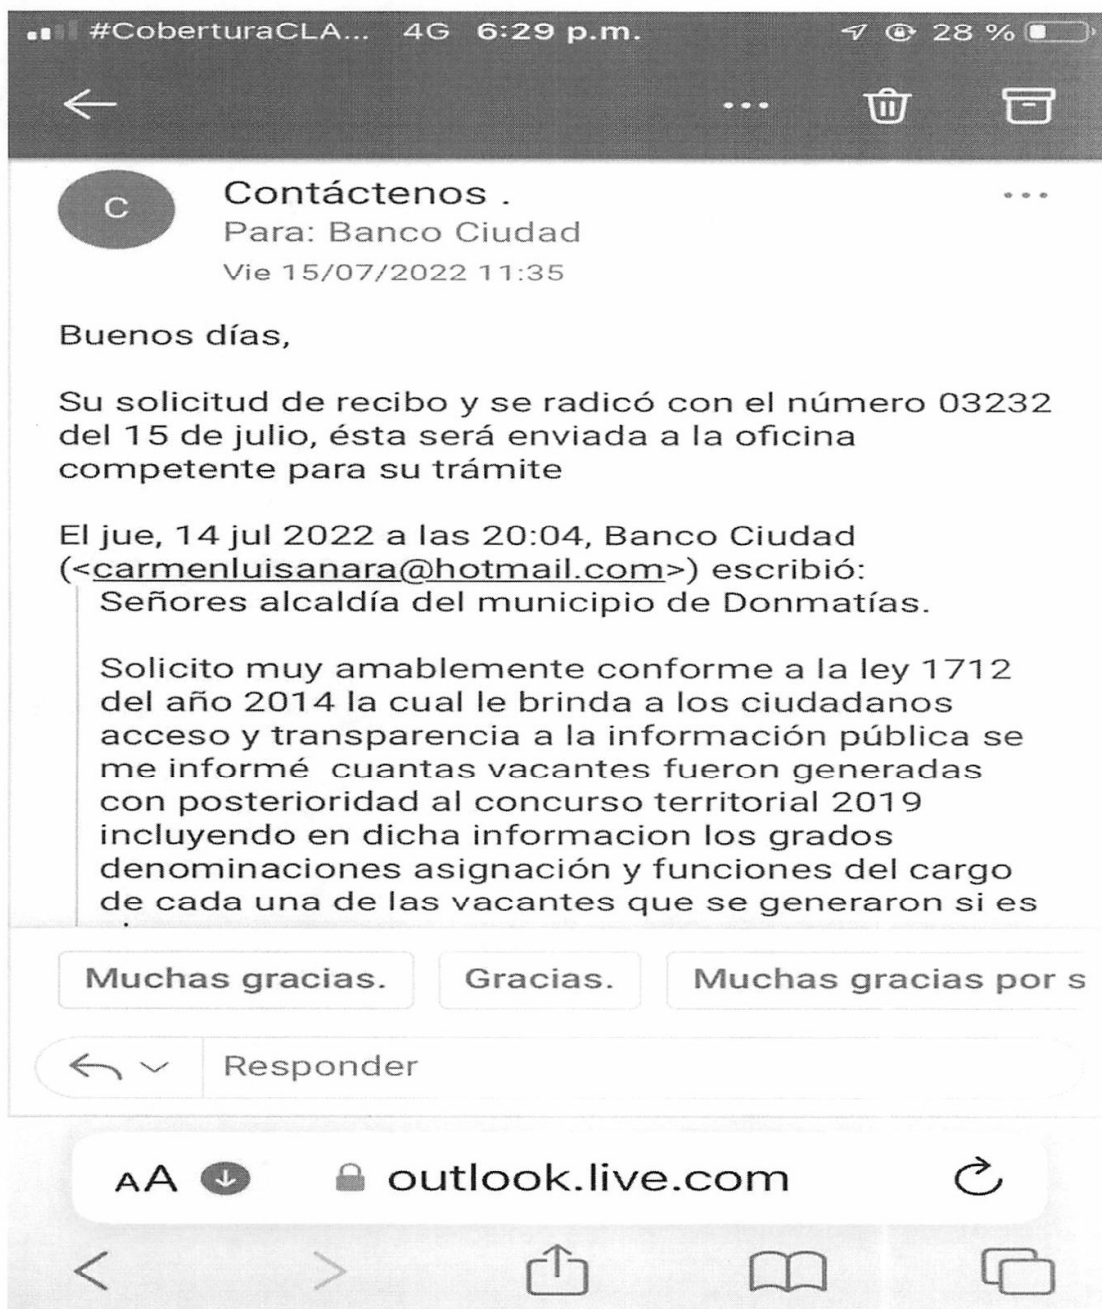 #CoberturaCLA... 4G 6:29 p.m. 28 %
Contáctenos .
C
Para: Banco Ciudad
Vie 15/07/2022 11:35
Buenos días,
Su solicitud de recibo y se radicó con el número 03232
del 15 de julio, ésta será enviada a la oficina
competente para su trámite
El jue, 14 jul 2022 a las 20:04, Banco Ciudad
(<carmenluisanara@hotmail.com>) escribió:
Señores alcaldía del municipio de Donmatías.
Solicito muy amablemente conforme a la ley 1712
del año 2014 la cual le brinda a los ciudadanos
acceso y transparencia a la información pública se
me informé cuantas vacantes fueron generadas
con posterioridad al concurso territorial 2019
incluyendo en dicha informacion los grados
denominaciones asignación y funciones del cargo
de cada una de las vacantes que se generaron si es
Muchas gracias. Gracias. Muchas gracias por s
Responder
AA outlook.live.com